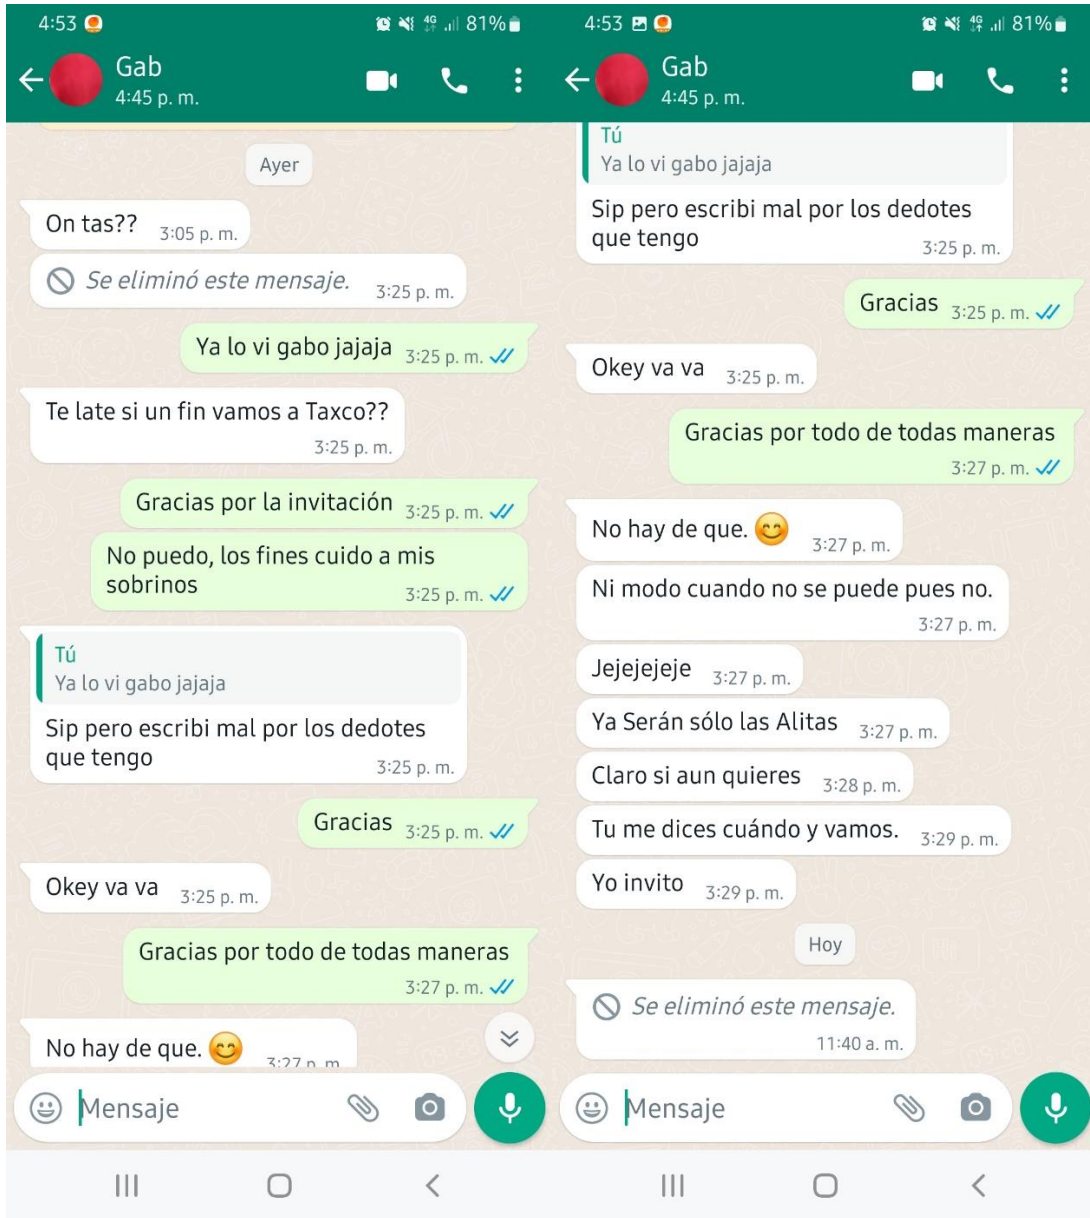 4:53
4G 81%
Gab
4:45 p. m.
Ayer
On tas?? 3:05 p. m.
Se eliminó este mensaje. 3:25 p. m.
Ya lo vi gabo jajaja 3:25 p. m.
Te late si un fin vamos a Taxco??
3:25 p. m.
Gracias por la invitación 3:25 p. m.
No puedo, los fines cuido a mis
sobrinos 3:25 p. m.
Tú
Ya lo vi gabo jajaja
Sip pero escribi mal por los dedotes
que tengo 3:25 p. m.
Gracias 3:25 p. m.
Okey va va 3:25 p. m.
Gracias por todo de todas maneras
3:27 p. m.
No hay de que. 😊 3:27 p. m.
Mensaje
4:53
4G 81%
Gab
4:45 p. m.
Tú
Ya lo vi gabo jajaja
Sip pero escribi mal por los dedotes
que tengo 3:25 p. m.
Gracias 3:25 p. m.
Okey va va 3:25 p. m.
Gracias por todo de todas maneras
3:27 p. m.
No hay de que. 😊 3:27 p. m.
Ni modo cuando no se puede pues no.
3:27 p. m.
Jejejejeje 3:27 p. m.
Ya Serán sólo las Alitas 3:27 p. m.
Claro si aun quieres 3:28 p. m.
Tu me dices cuándo y vamos. 3:29 p. m.
Yo invito 3:29 p. m.
Hoy
Se eliminó este mensaje.
11:40 a. m.
Mensaje